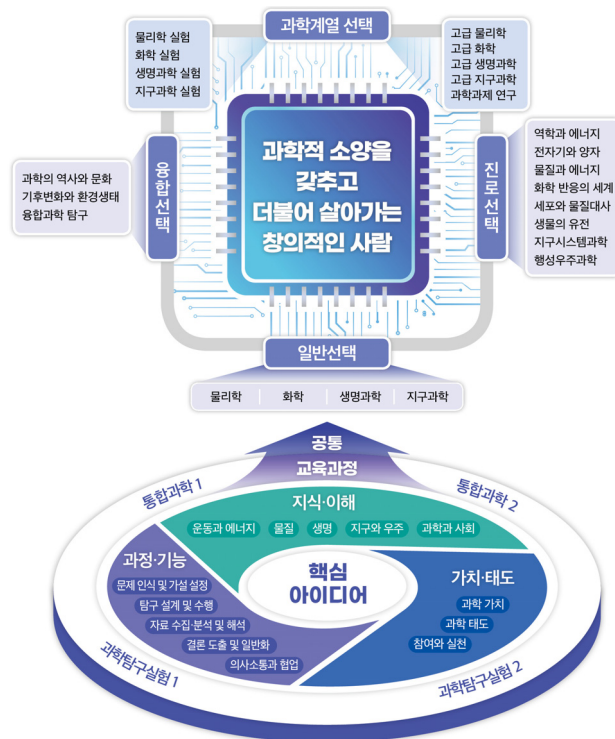 과학계열 선택
물리학 실험
화학 실험
생명과학 실험
지구과학 실험
고급 물리학
고급 화학
고급 생명과학
고급 지구과학
과학과제 연구
융합선택
과학의 역사와 문화
기후변화와 환경생태
융합과학 탐구
과학적 소양을
갖추고
더불어 살아가는
창의적인 사람
진로선택
역학과 에너지
전자기와 양자
물질과 에너지
화학 반응의 세계
세포와 물질대사
생물의 유전
지구시스템과학
행성우주과학
일반선택
물리학
화학
생명과학
지구과학
공통
교육과정
통합과학 1
통합과학 2
지식·이해
운동과 에너지
물질
생명
지구와 우주
과학과 사회
과정·기능
문제 인식 및 가설 설정
탐구 설계 및 수행
자료 수집·분석 및 해석
결론 도출 및 일반화
의사소통과 협업
핵심
아이디어
가치·태도
과학 가치
과학 태도
참여와 실천
과학탐구실험 1
과학탐구실험 2